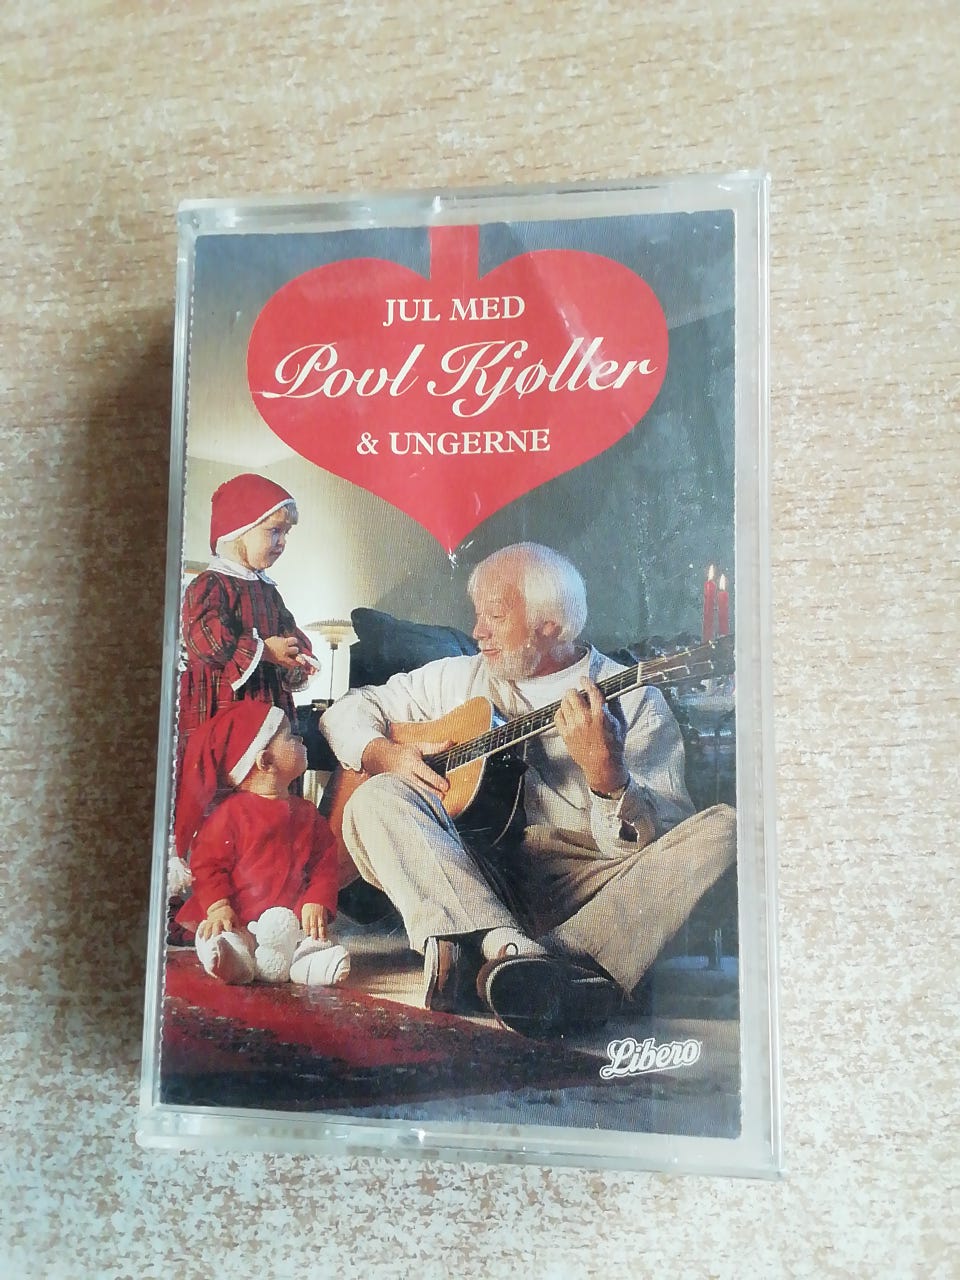 JUL MED
Povl Kjøller
& UNGERNE
Libero